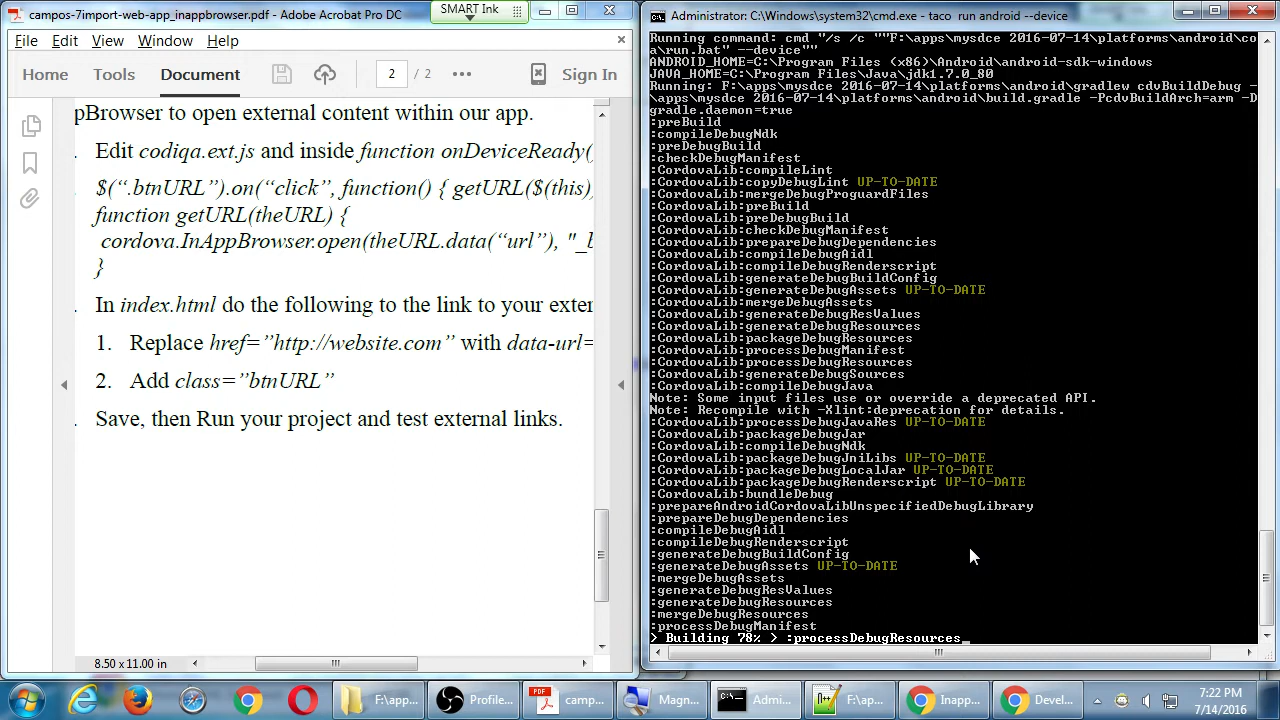 campos-7import-web-app_inappbrowser.pdf - Adobe Acrobat Pro DC
SMART Ink
File Edit View Window Help
Home Tools Document 2 / 2 Sign In
pBrowser to open external content within our app.
. Edit codiqa.ext.js and inside function onDeviceReady(
$(“.btnURL”).on(“click”, function() { getURL($(this)
function getURL(theURL) {
cordova.InAppBrowser.open(theURL.data(“url”), "_b
}
. In index.html do the following to the link to your exter
1. Replace href=”http://website.com” with data-url=
2. Add class=”btnURL”
. Save, then Run your project and test external links.
8.50 x 11.00 in
Administrator: C:\Windows\system32\cmd.exe - taco run android --device
Running command: cmd "/s /c ""F:\apps\mysdce 2016-07-14\platforms\android\co
a\run.bat" --device""
ANDROID_HOME=C:\Program Files (x86)\Android\android-sdk-windows
JAVA_HOME=C:\Program Files\Java\jdk1.7.0_80
Running: F:\apps\mysdce 2016-07-14\platforms\android\gradlew cdvBuildDebug -
\apps\mysdce 2016-07-14\platforms\android\build.gradle -PcdvBuildArch=arm -D
gradle.daemon=true
:preBuild
:compileDebugNdk
:preDebugBuild
:checkDebugManifest
:CordovaLib:compileLint
:CordovaLib:copyDebugLint UP-TO-DATE
:CordovaLib:mergeDebugProguardFiles
:CordovaLib:preBuild
:CordovaLib:preDebugBuild
:CordovaLib:checkDebugManifest
:CordovaLib:prepareDebugDependencies
:CordovaLib:compileDebugAidl
:CordovaLib:compileDebugRenderscript
:CordovaLib:generateDebugBuildConfig
:CordovaLib:generateDebugAssets UP-TO-DATE
:CordovaLib:mergeDebugAssets
:CordovaLib:generateDebugResValues
:CordovaLib:generateDebugResources
:CordovaLib:packageDebugResources
:CordovaLib:processDebugManifest
:CordovaLib:processDebugResources
:CordovaLib:generateDebugSources
:CordovaLib:compileDebugJava
Note: Some input files use or override a deprecated API.
Note: Recompile with -Xlint:deprecation for details.
:CordovaLib:processDebugJavaRes UP-TO-DATE
:CordovaLib:packageDebugJar
:CordovaLib:compileDebugNdk
:CordovaLib:packageDebugJniLibs UP-TO-DATE
:CordovaLib:packageDebugLocalJar UP-TO-DATE
:CordovaLib:packageDebugRenderscript UP-TO-DATE
:CordovaLib:bundleDebug
:prepareAndroidCordovaLibUnspecifiedDebugLibrary
:prepareDebugDependencies
:compileDebugAidl
:compileDebugRenderscript
:generateDebugBuildConfig
:generateDebugAssets UP-TO-DATE
:mergeDebugAssets
:generateDebugResValues
:generateDebugResources
:mergeDebugResources
:processDebugManifest
> Building 78% > :processDebugResources_
F:\app... Profile... PDF camp... Magn... Admi... F:\a... Inapp... Devel...
7:22 PM
7/14/2016